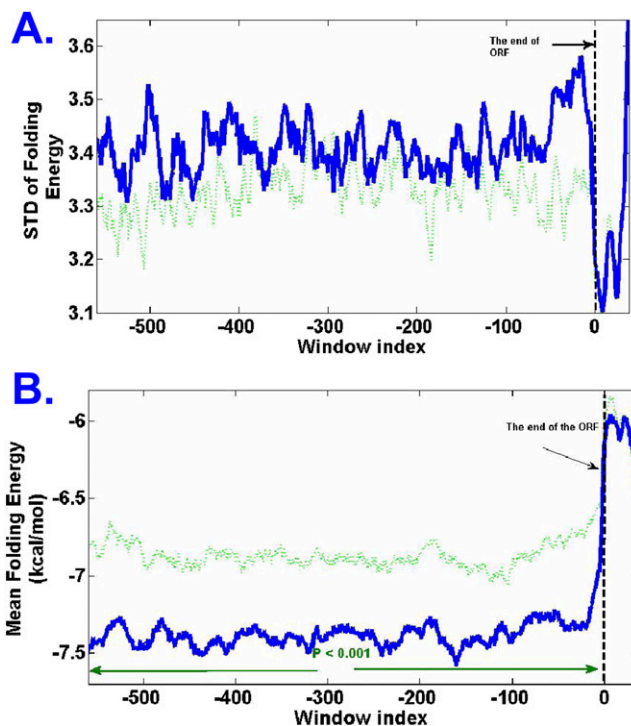 A.
3.6
3.5
3.4
3.3
3.2
3.1
STD of Folding
Energy
The end of
ORF
-500
-400
-300
-200
-100
0
Window index
B.
-6
-6.5
-7
-7.5
Mean Folding Energy
(kcal/mol)
The end of the ORF
P < 0.001
-500
-400
-300
-200
-100
0
Window index